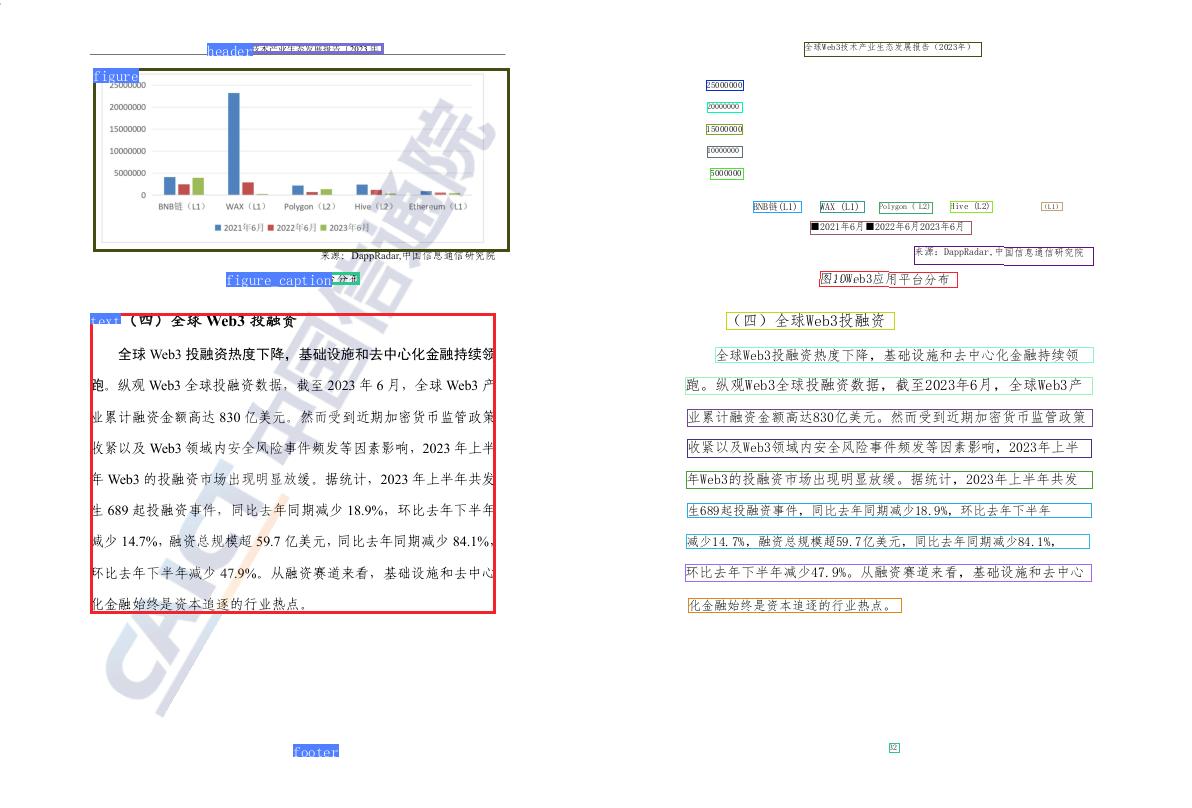 header 技术产业生态发展报告（2023年
figure
25000000
20000000
15000000
10000000
5000000
0
BNB链（L1） WAX（L1） Polygon（L2） Hive（L2） Ethereum（L1）
2021年6月 2022年6月 2023年6月
来源：DappRadar,中国信息通信研究院
figure_caption 分布
text （四）全球 Web3 投融资
全球 Web3 投融资热度下降，基础设施和去中心化金融持续领
跑。纵观 Web3 全球投融资数据，截至 2023 年 6 月，全球 Web3 产
业累计融资金额高达 830 亿美元。然而受到近期加密货币监管政策
收紧以及 Web3 领域内安全风险事件频发等因素影响，2023 年上半
年 Web3 的投融资市场出现明显放缓。据统计，2023 年上半年共发
生 689 起投融资事件，同比去年同期减少 18.9%，环比去年下半年
减少 14.7%，融资总规模超 59.7 亿美元，同比去年同期减少 84.1%，
环比去年下半年减少 47.9%。从融资赛道来看，基础设施和去中心
化金融始终是资本追逐的行业热点。
CAICT 中国信通院
footer
全球Web3技术产业生态发展报告（2023年）
25000000
20000000
15000000
10000000
5000000
BNB链(L1) WAX (L1) Polygon ( L2) Hive (L2) (L1)
■2021年6月■2022年6月2023年6月
来源：DappRadar,中国信息通信研究院
图10Web3应用平台分布
（四）全球Web3投融资
全球Web3投融资热度下降，基础设施和去中心化金融持续领
跑。纵观Web3全球投融资数据，截至2023年6月，全球Web3产
业累计融资金额高达830亿美元。然而受到近期加密货币监管政策
收紧以及Web3领域内安全风险事件频发等因素影响，2023年上半
年Web3的投融资市场出现明显放缓。据统计，2023年上半年共发
生689起投融资事件，同比去年同期减少18.9%，环比去年下半年
减少14.7%，融资总规模超59.7亿美元，同比去年同期减少84.1%，
环比去年下半年减少47.9%。从融资赛道来看，基础设施和去中心
化金融始终是资本追逐的行业热点。
32